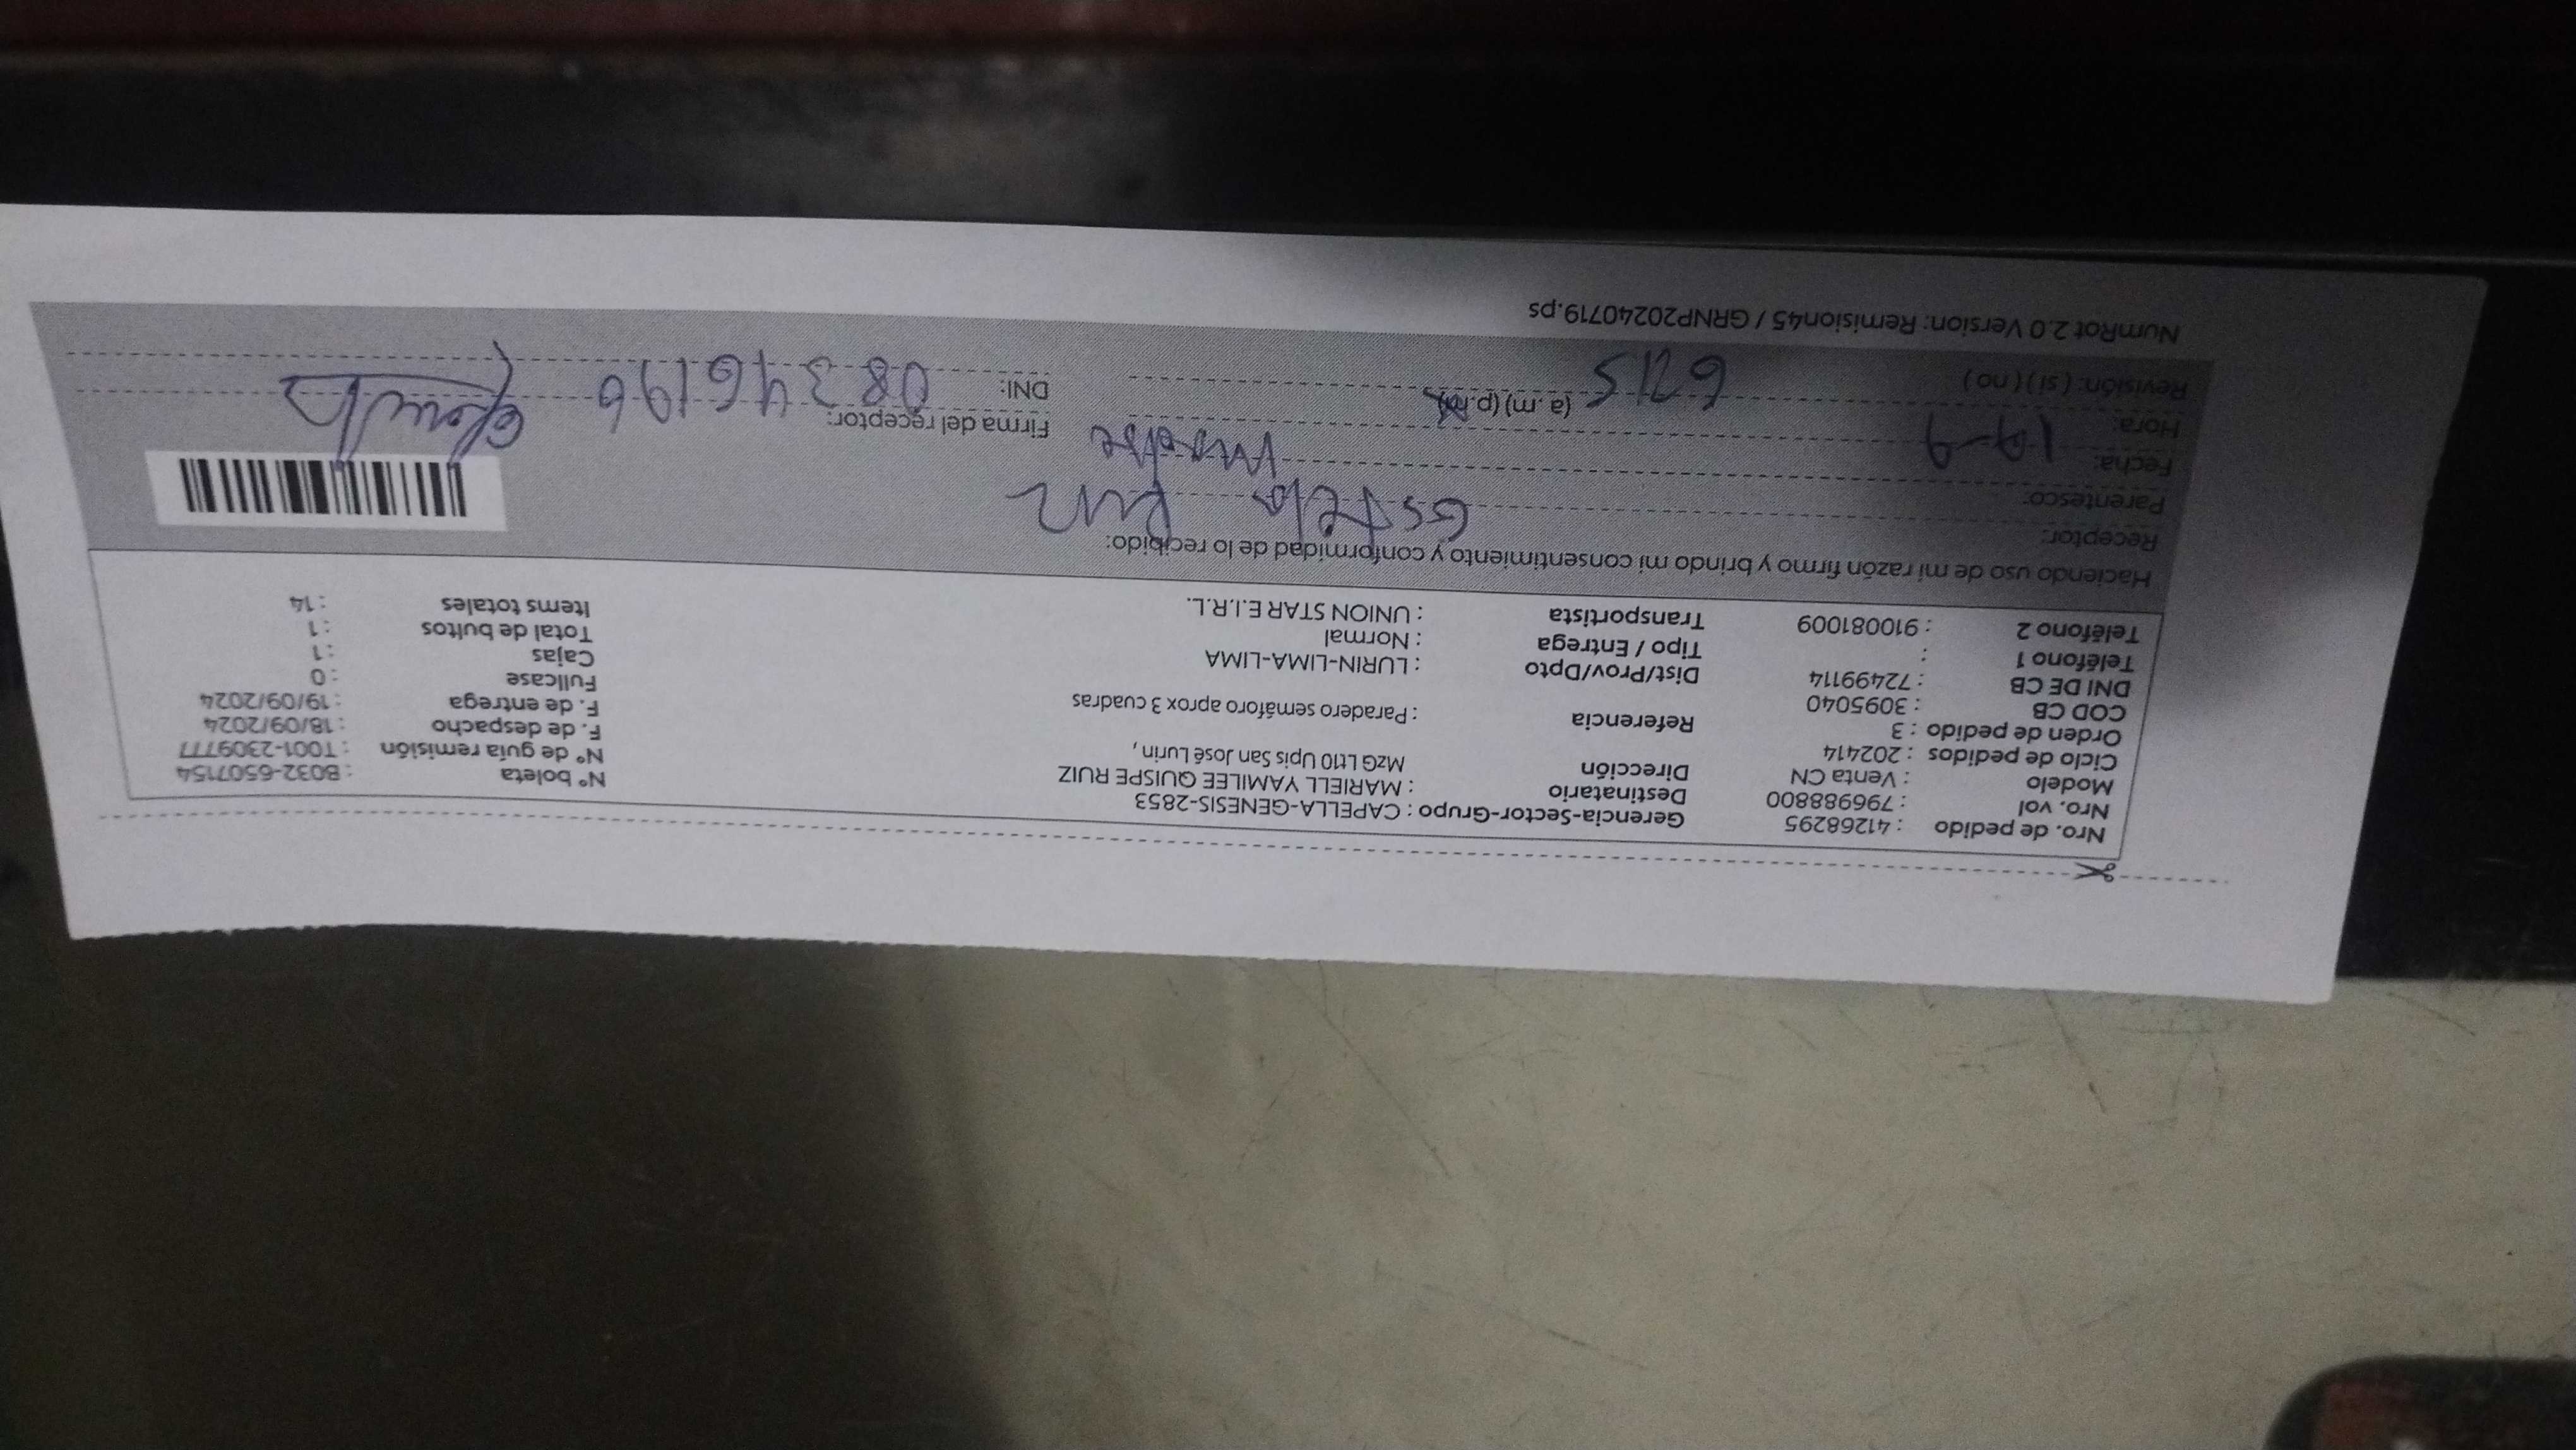 Nro. de pedido : 41268295 Gerencia-Sector-Grupo : CAPELLA-GENESIS-2853 N° boleta : B032-6507154
Nro. vol : 796988800 Destinatario : MARIELL YAMILEE QUISPE RUIZ N° de guía remisión : T001-2309777
Modelo : Venta CN Dirección MzG Lt10 Upis San José Lurin , F. de despacho : 18/09/2024
Ciclo de pedidos : 202414 F. de entrega : 19/09/2024
Orden de pedido : 3 Referencia : Paradero semáforo aprox 3 cuadras Fullcase : 0
COD CB : 3095040 Cajas : 1
DNI DE CB : 72499114 Dist/Prov/Dpto : LURIN-LIMA-LIMA Total de bultos : 1
Teléfono 1 : Tipo / Entrega : Normal Items totales : 14
Teléfono 2 : 910081009 Transportista : UNION STAR E.I.R.L.
Haciendo uso de mi razón firmo y brindo mi consentimiento y conformidad de lo recibido:
Receptor: Estela Ruiz
Parentesco: Madre
Fecha: 19-9
Hora: (a. m) (p.m) Firma del receptor:
Revisión: ( si ) ( no ) DNI: 08346196
NumRot 2.0 Version: Remision45 / GRNP20240719.ps